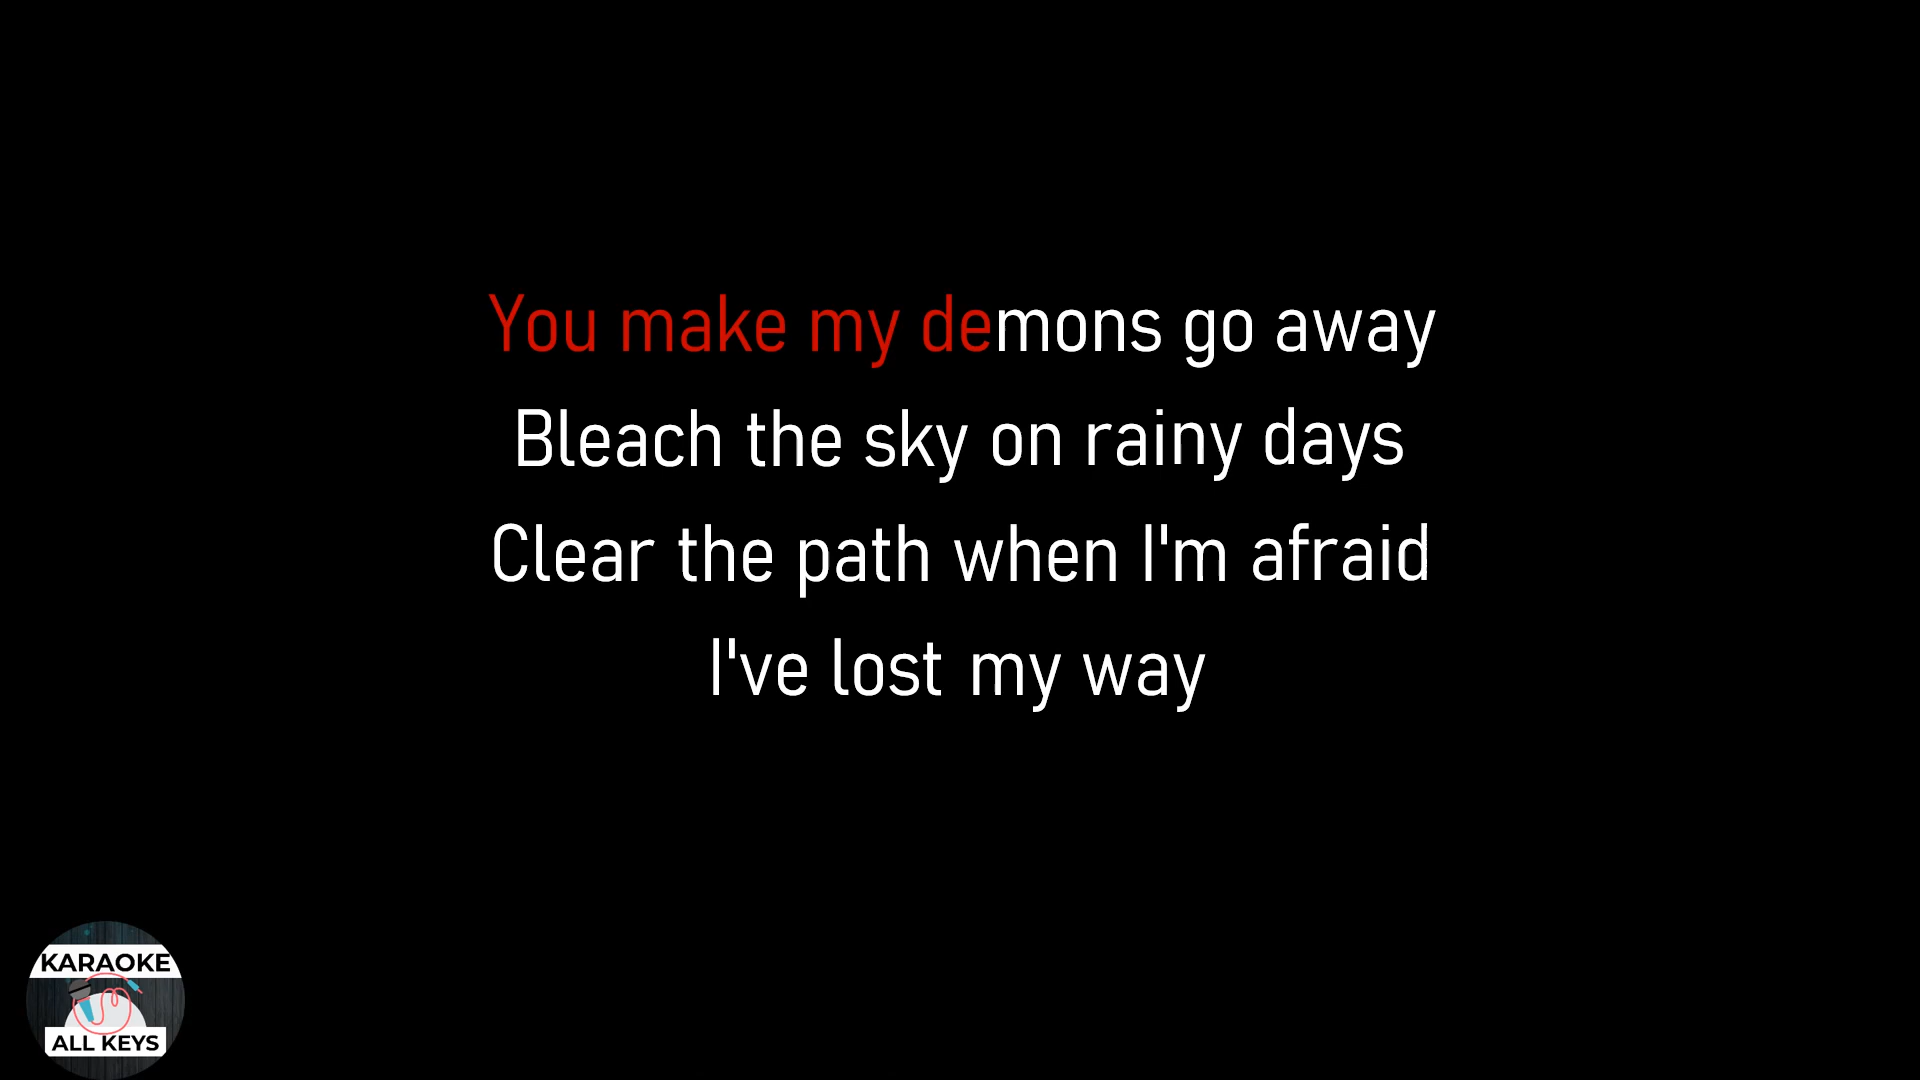 You make my demons go away
Bleach the sky on rainy days
Clear the path when I'm afraid
I've lost my way
KARAOKE
ALL KEYS